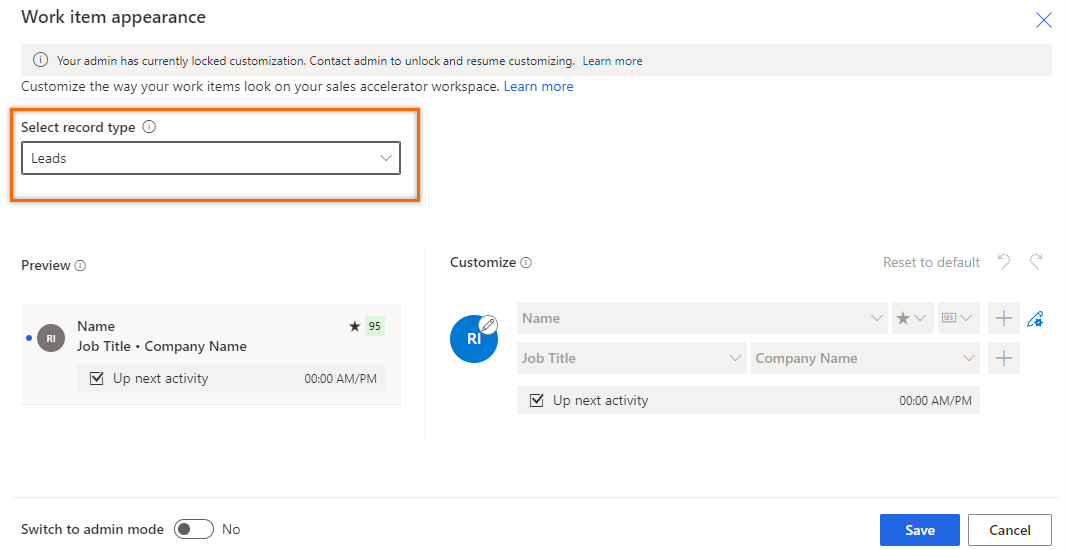 Work item appearance
Your admin has currently locked customization. Contact admin to unlock and resume customizing. Learn more
Customize the way your work items look on your sales accelerator workspace. Learn more
Select record type
Leads
Preview
RI
Name
95
Job Title • Company Name
Up next activity
00:00 AM/PM
Customize
Reset to default
RI
Name
123
Job Title
Company Name
Up next activity
00:00 AM/PM
Switch to admin mode
No
Save
Cancel